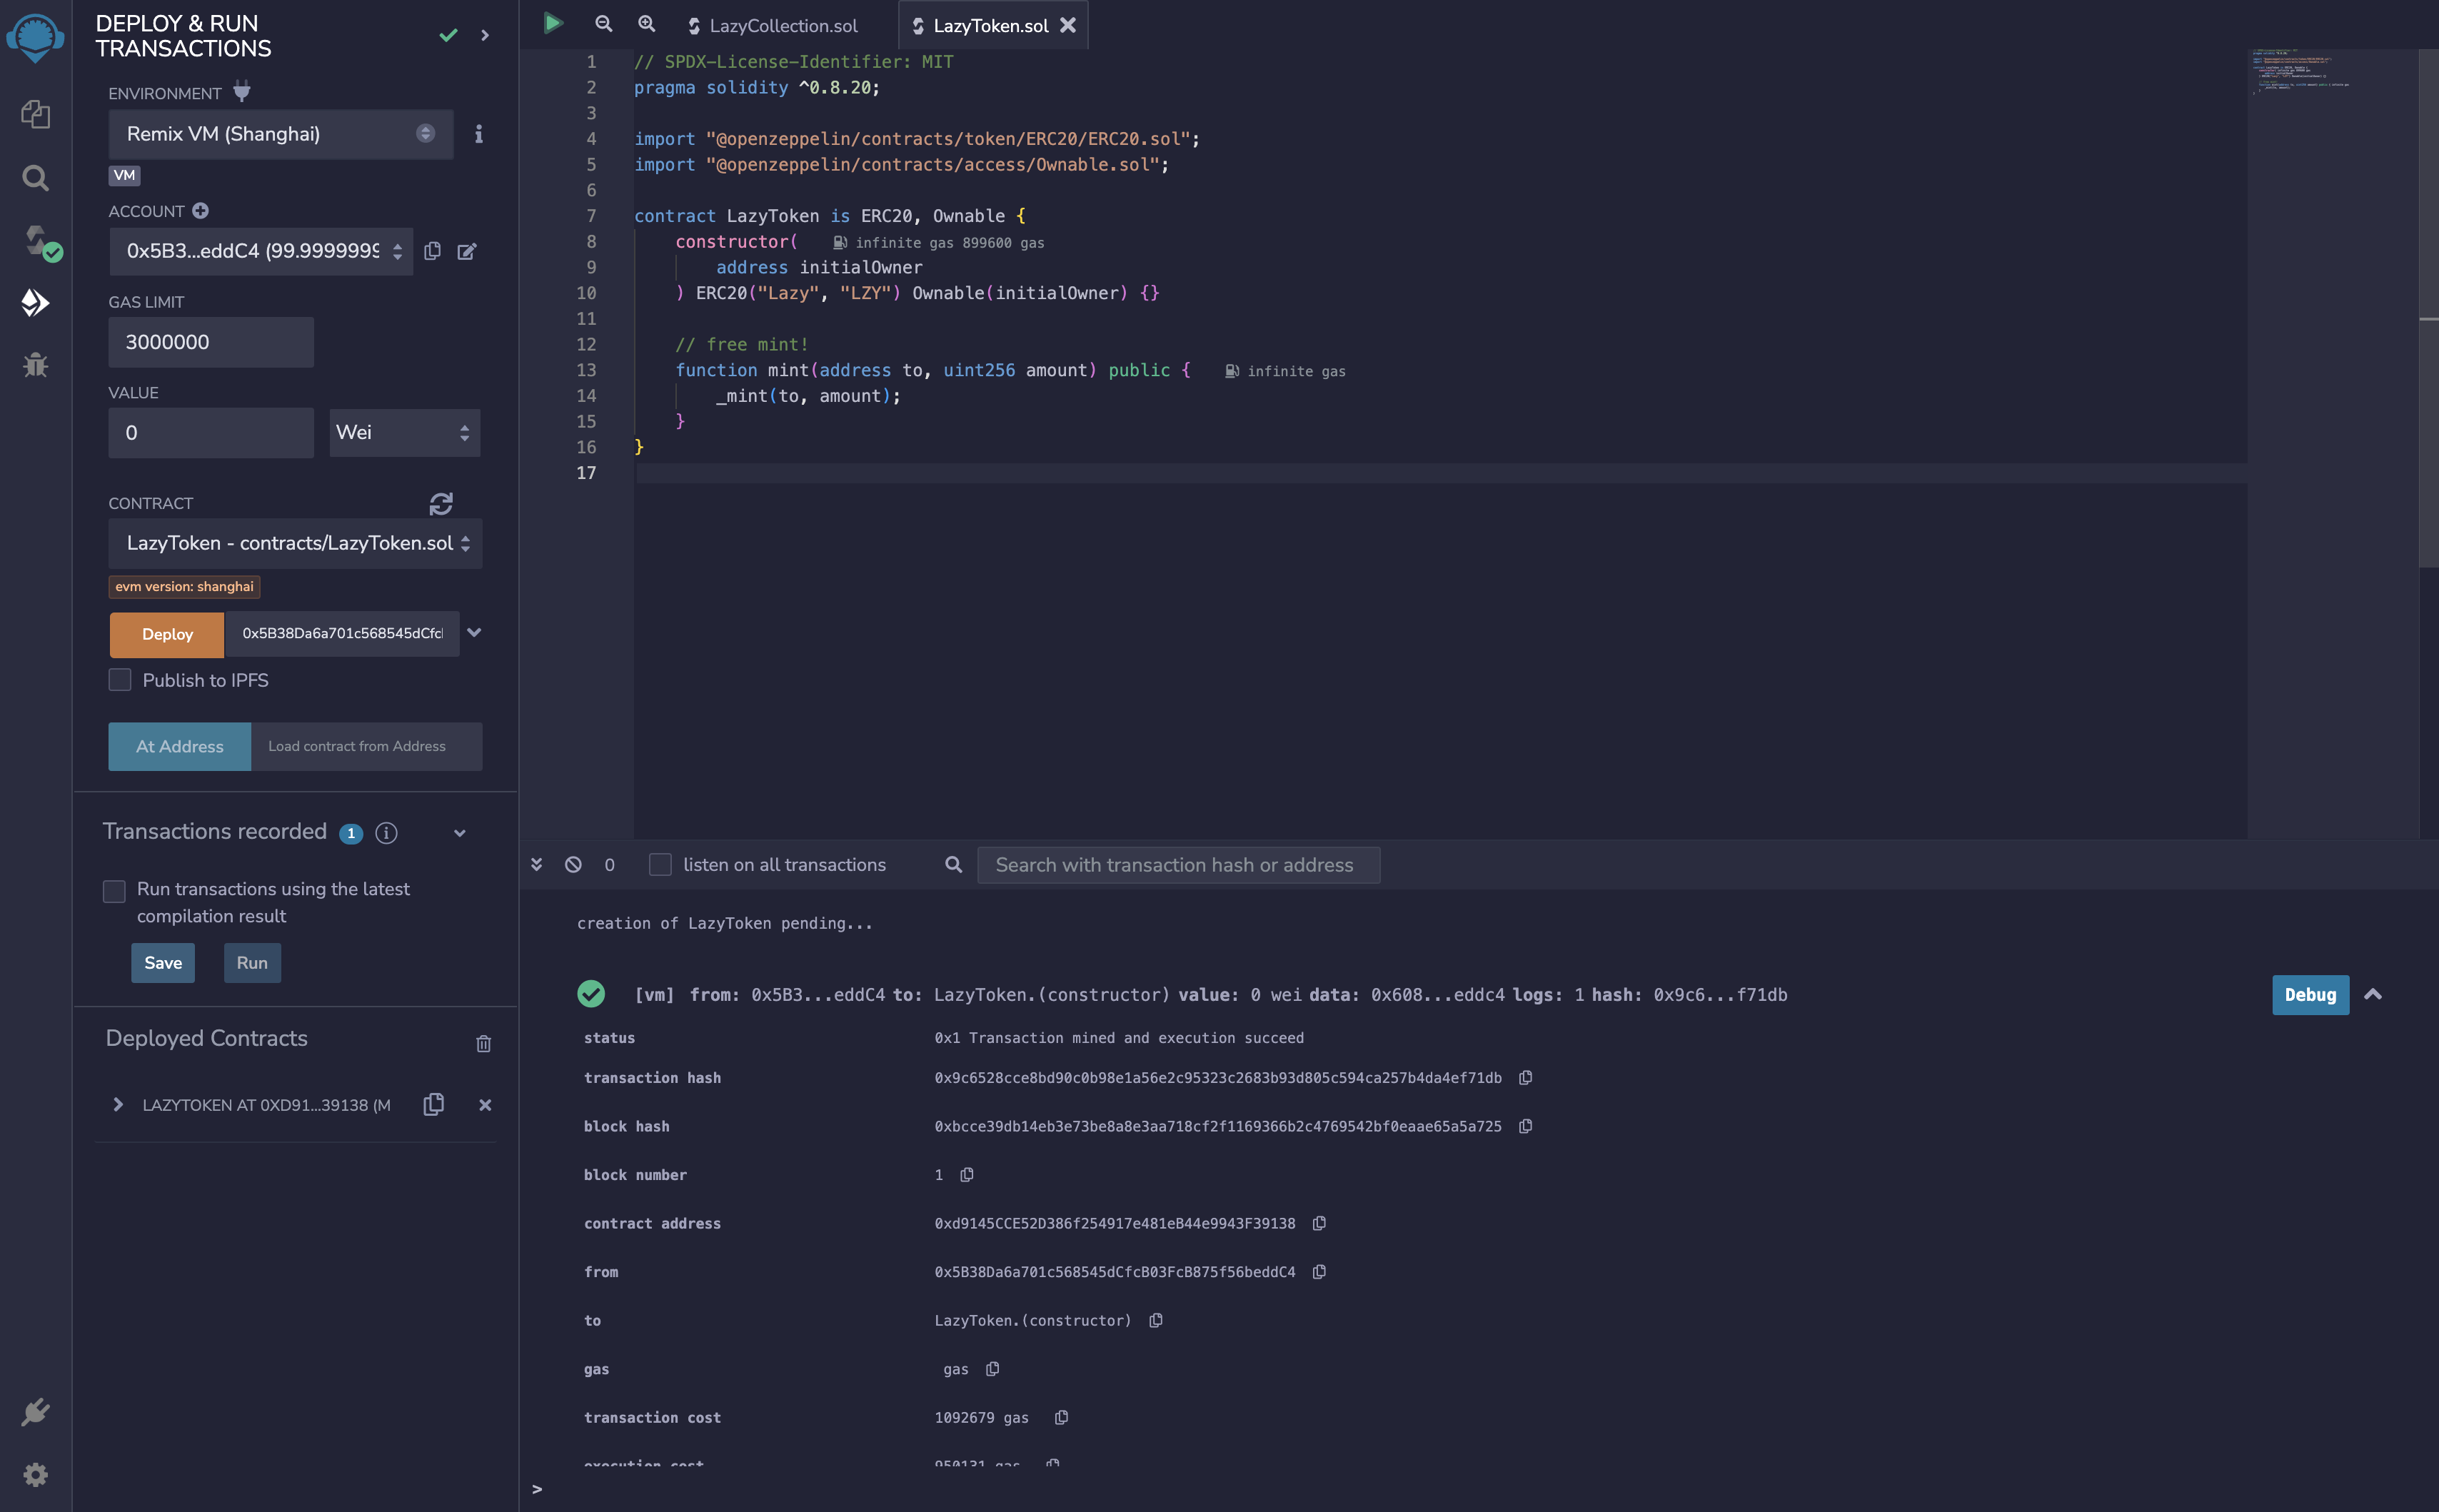 DEPLOY & RUN
TRANSACTIONS
ENVIRONMENT
Remix VM (Shanghai)
VM
ACCOUNT
0x5B3...eddC4 (99.9999999
GAS LIMIT
3000000
VALUE
0
Wei
CONTRACT
LazyToken - contracts/LazyToken.sol
evm version: shanghai
Deploy
0x5B38Da6a701c568545dCfc
Publish to IPFS
At Address
Load contract from Address
Transactions recorded 1
Run transactions using the latest
compilation result
Save
Run
Deployed Contracts
LAZYTOKEN AT 0XD91...39138 (M
LazyCollection.sol
LazyToken.sol
1 // SPDX-License-Identifier: MIT
2 pragma solidity ^0.8.20;
3
4 import "@openzeppelin/contracts/token/ERC20/ERC20.sol";
5 import "@openzeppelin/contracts/access/Ownable.sol";
6
7 contract LazyToken is ERC20, Ownable {
8 constructor( infinite gas 899600 gas
9 address initialOwner
10 ) ERC20("Lazy", "LZY") Ownable(initialOwner) {}
11
12 // free mint!
13 function mint(address to, uint256 amount) public { infinite gas
14 _mint(to, amount);
15 }
16 }
17
0
listen on all transactions
Search with transaction hash or address
creation of LazyToken pending...
[vm] from: 0x5B3...eddC4 to: LazyToken.(constructor) value: 0 wei data: 0x608...eddc4 logs: 1 hash: 0x9c6...f71db
Debug
status 0x1 Transaction mined and execution succeed
transaction hash 0x9c6528cce8bd90c0b98e1a56e2c95323c2683b93d805c594ca257b4da4ef71db
block hash 0xbcce39db14eb3e73be8a8e3aa718cf2f1169366b2c4769542bf0eaae65a5a725
block number 1
contract address 0xd9145CCE52D386f254917e481eB44e9943F39138
from 0x5B38Da6a701c568545dCfcB03FcB875f56beddC4
to LazyToken.(constructor)
gas gas
transaction cost 1092679 gas
execution cost 950131 gas
>